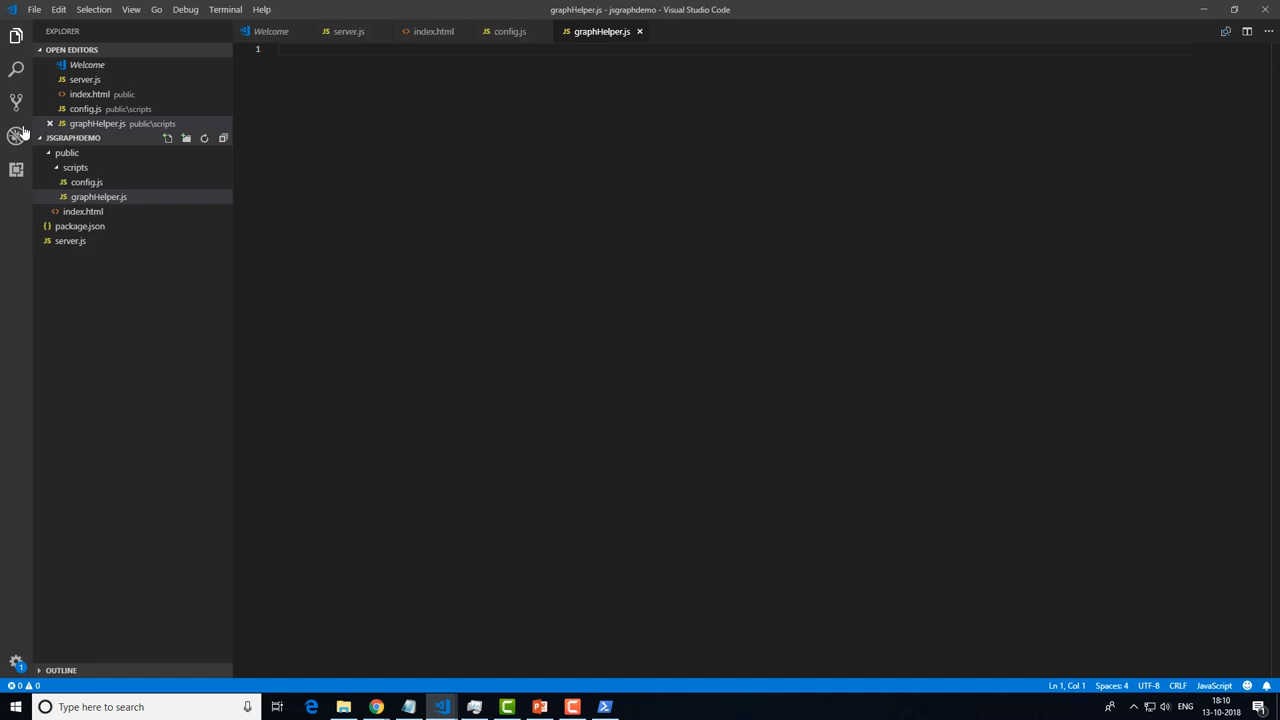 File Edit Selection View Go Debug Terminal Help
graphHelper.js - jsgraphdemo - Visual Studio Code
EXPLORER
Welcome server.js index.html config.js graphHelper.js
OPEN EDITORS
Welcome
server.js
index.html public
config.js public\scripts
graphHelper.js public\scripts
JSGRAPHDEMO
public
scripts
config.js
graphHelper.js
index.html
package.json
server.js
1
OUTLINE
1
0 0
Ln 1, Col 1 Spaces: 4 UTF-8 CRLF JavaScript
Type here to search
ENG
18:10
13-10-2018